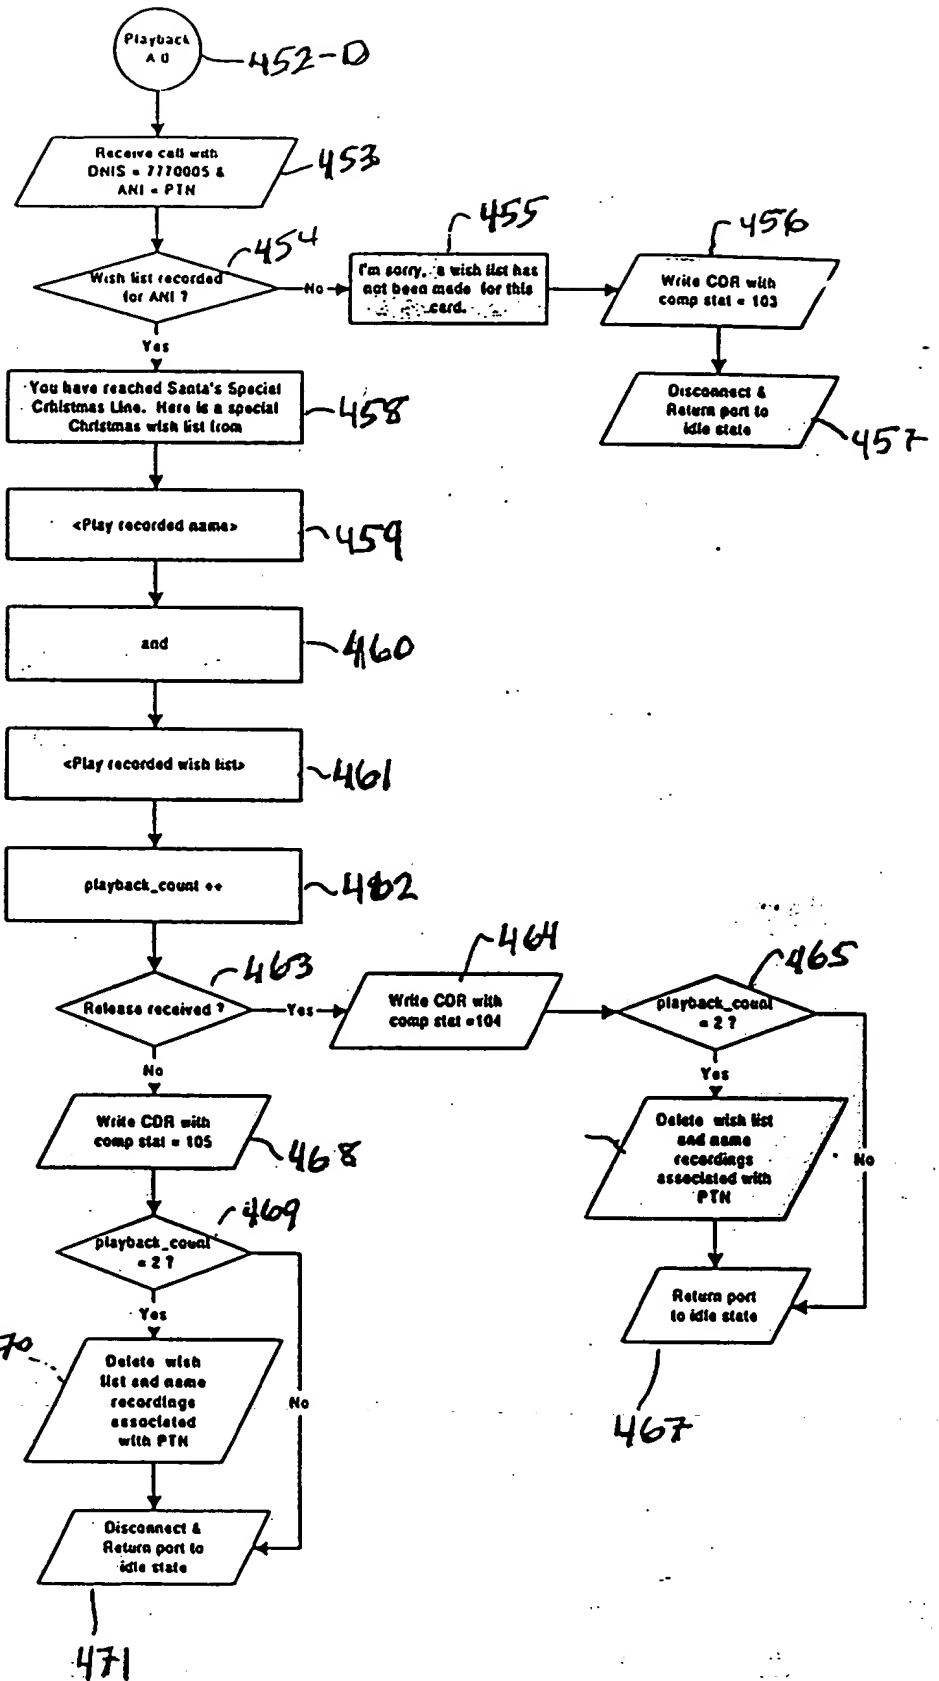 Playback
A 0
452-D
Receive call with
DNIS = 7770005 &
ANI = PTN
453
Wish list recorded
for ANI ?
454
No
I'm sorry, a wish list has
not been made for this
card.
455
Write CDR with
comp stat = 103
456
Disconnect &
Return port to
idle state
457
Yes
You have reached Santa's Special
Crhistmas Line. Here is a special
Christmas wish list from
458
<Play recorded name>
459
and
460
<Play recorded wish list>
461
playback_count ++
462
Release received ?
463
Yes
Write CDR with
comp stat =104
464
playback_count
= 2 ?
465
Yes
No
Delete wish list
and name
recordings
associated with
PTN
Return port
to idle state
467
No
Write CDR with
comp stat = 105
468
playback_count
= 2 ?
469
Yes
No
70
Delete wish
list and name
recordings
associated
with PTN
Disconnect &
Return port to
idle state
471